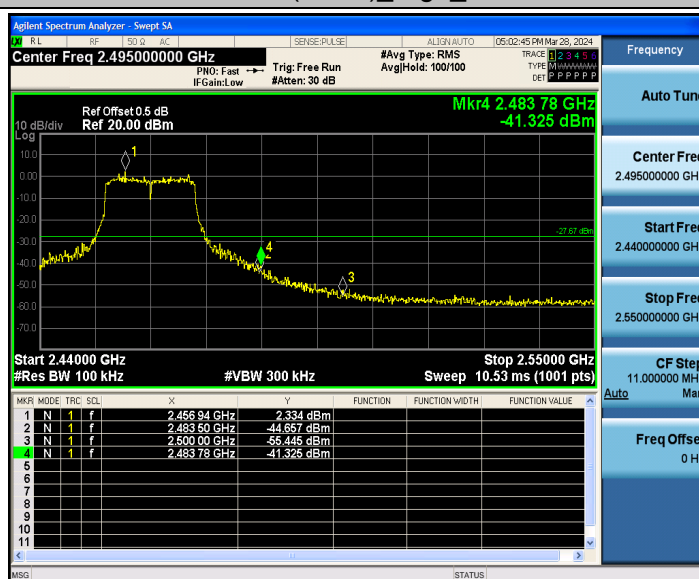 Agilent Spectrum Analyzer - Swept SA
LXI RL RF 50 Ω AC SENSE:PULSE ALIGN AUTO 05:02:45 PM Mar 28, 2024
Center Freq 2.495000000 GHz
PNO: Fast
IFGain:Low
Trig: Free Run
#Atten: 30 dB
#Avg Type: RMS
Avg|Hold: 100/100
TRACE 1 2 3 4 5 6
TYPE M
DET P P P P P P
Frequency
Ref Offset 0.5 dB
10 dB/div Ref 20.00 dBm
Log
Mkr4 2.483 78 GHz
-41.325 dBm
10.0
0.00
-10.0
-20.0
-30.0
-40.0
-50.0
-60.0
-70.0
1
4
3
-27.67 dBm
Start 2.44000 GHz Stop 2.55000 GHz
#Res BW 100 kHz #VBW 300 kHz Sweep 10.53 ms (1001 pts)
MKR MODE TRC SCL X Y FUNCTION FUNCTION WIDTH FUNCTION VALUE
1 N 1 f 2.456 94 GHz 2.334 dBm
2 N 1 f 2.483 50 GHz -44.657 dBm
3 N 1 f 2.500 00 GHz -55.445 dBm
4 N 1 f 2.483 78 GHz -41.325 dBm
5
6
7
8
9
10
11
MSG STATUS
Auto Tun
Center Fre
2.495000000 GH
Start Fre
2.440000000 GH
Stop Fre
2.550000000 GH
CF Step
11.000000 MH
Auto Ma
Freq Offse
0 H